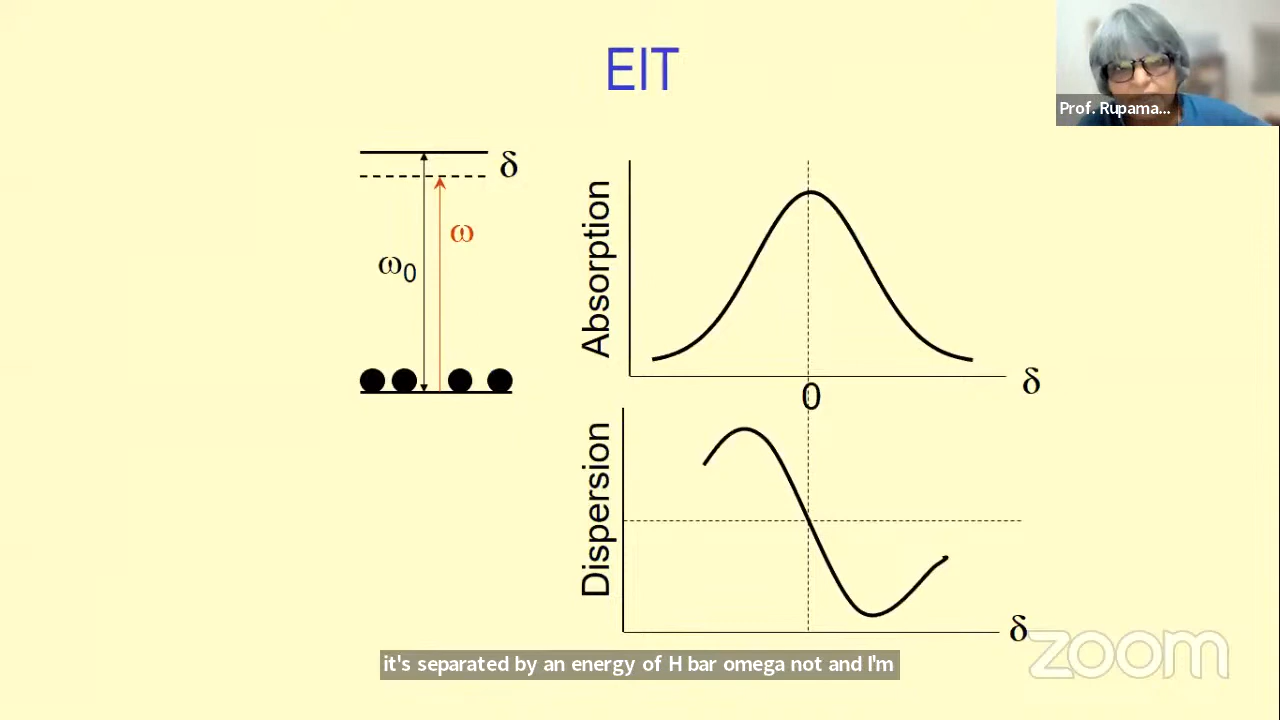 EIT
Prof. Rupama...
δ
ω
ω0
Absorption
δ
0
Dispersion
δ
zoom
it's separated by an energy of H bar omega not and I'm